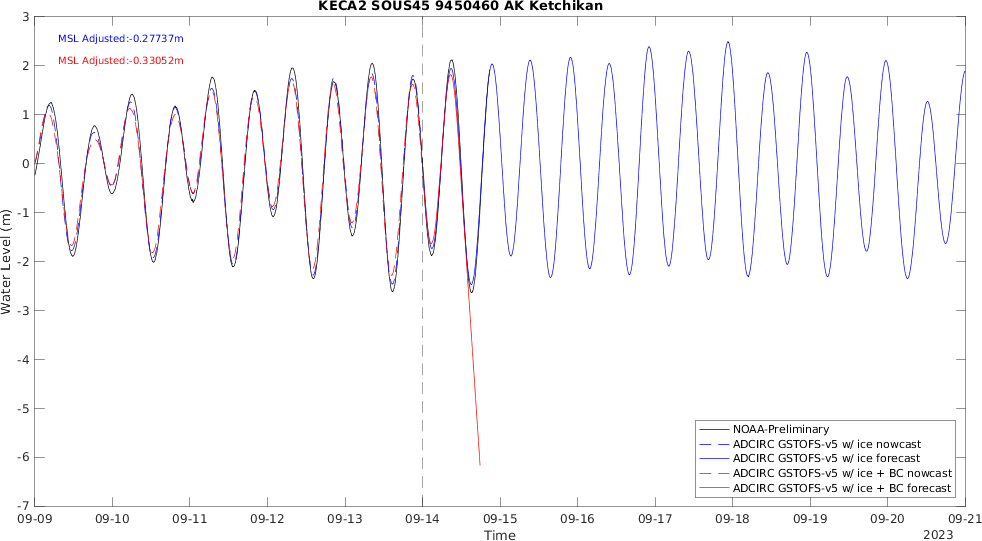 KECA2 SOUS45 9450460 AK Ketchikan
MSL Adjusted:-0.27737m
MSL Adjusted:-0.33052m
3
2
1
0
-1
-2
-3
-4
-5
-6
-7
Water Level (m)
NOAA-Preliminary
ADCIRC GSTOFS-v5 w/ ice nowcast
ADCIRC GSTOFS-v5 w/ ice forecast
ADCIRC GSTOFS-v5 w/ ice + BC nowcast
ADCIRC GSTOFS-v5 w/ ice + BC forecast
09-09 09-10 09-11 09-12 09-13 09-14 09-15 09-16 09-17 09-18 09-19 09-20 09-21
Time
2023